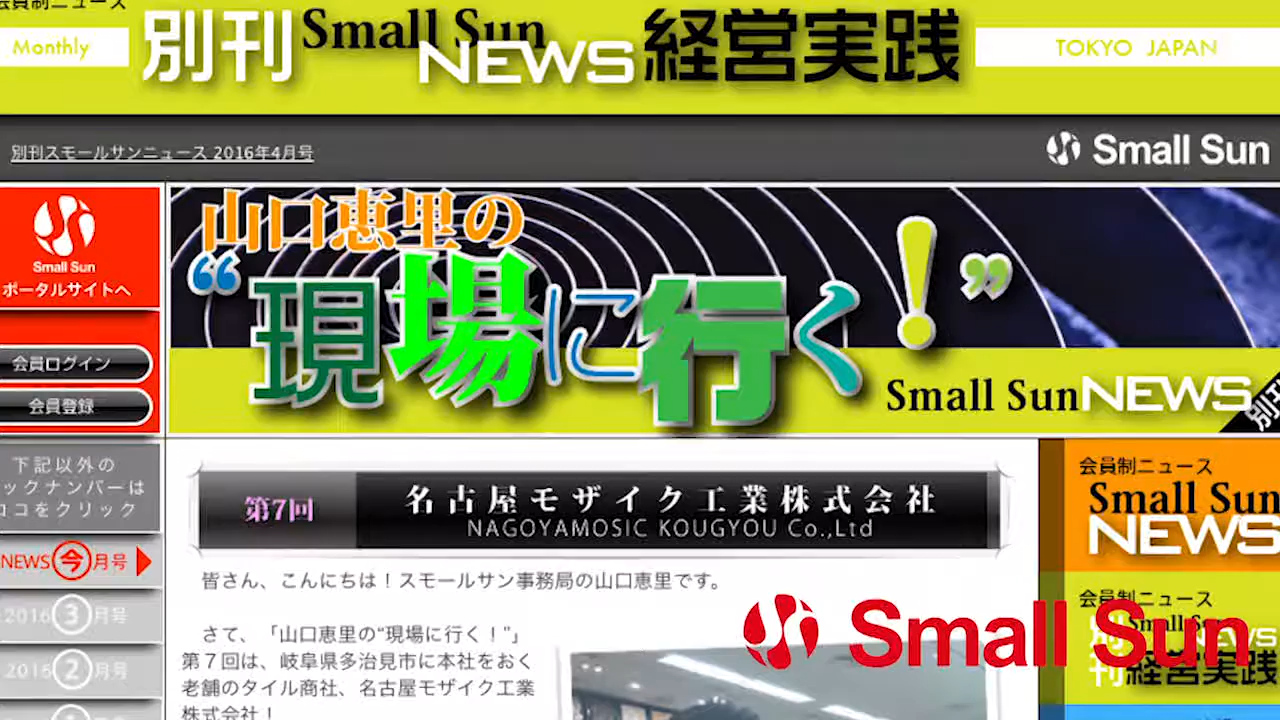 会員制ニュース
Monthly
別刊 Small Sun NEWS 経営実践
TOKYO JAPAN
別刊スモールサンニュース 2016年4月号
Small Sun
Small Sun
ポータルサイトへ
会員ログイン
会員登録
下記以外の
ックナンバーは
ココをクリック
NEWS 今月号
2016 3月号
2016 2月号
山口恵里の
“現場に行く!”
Small Sun NEWS
別刊
第7回
名古屋モザイク工業株式会社
NAGOYAMOSIC KOUGYOU Co.,Ltd
皆さん、こんにちは！スモールサン事務局の山口恵里です。
さて、「山口恵里の“現場に行く！”」
第７回は、岐阜県多治見市に本社をおく
老舗のタイル商社、名古屋モザイク工業
株式会社！
会員制ニュース
Small Sun
NEWS
会員制ニュース
別刊 Small Sun NEWS
経営実践
Small Sun